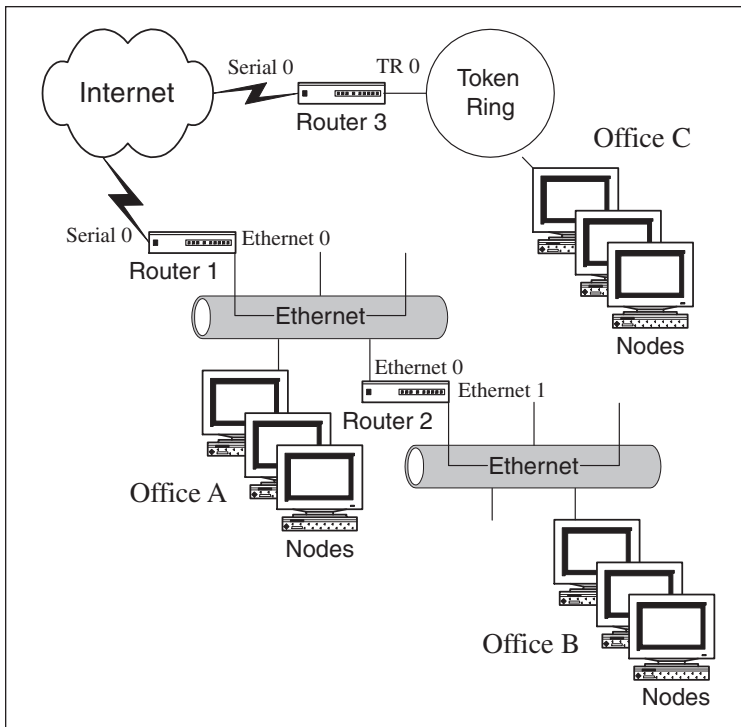 Serial 0
TR 0
Internet
Token
Ring
Router 3
Office C
Serial 0
Ethernet 0
Router 1
Ethernet
Nodes
Ethernet 0
Ethernet 1
Router 2
Ethernet
Office A
Nodes
Office B
Nodes